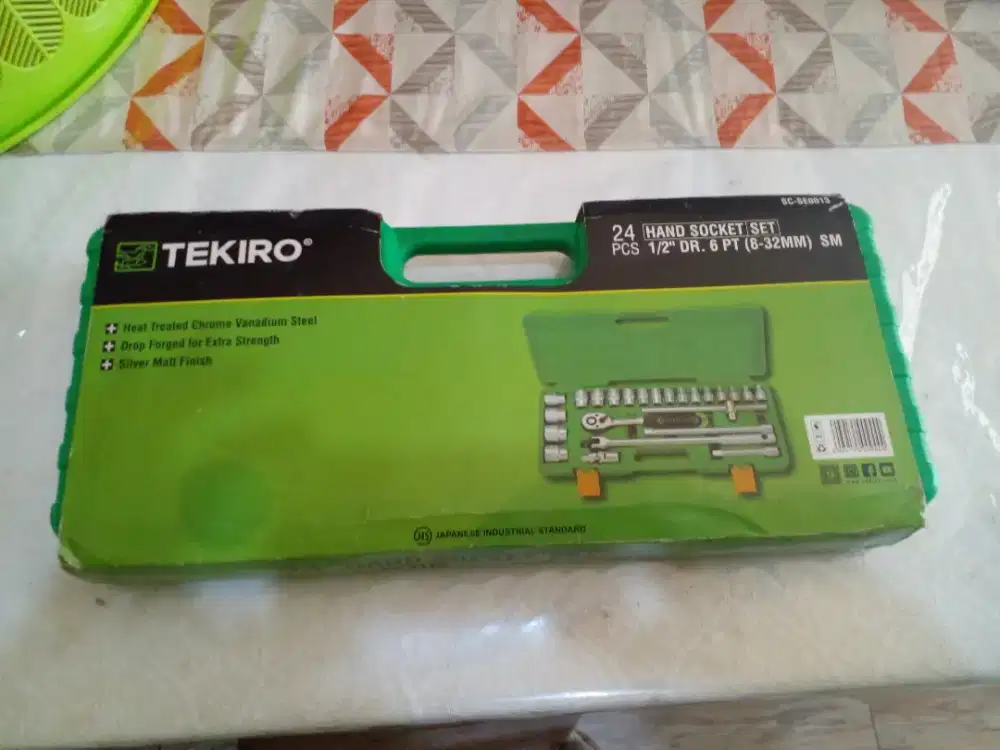 SC-SE0813
TEKIRO®
24 PCS HAND SOCKET SET
1/2" DR. 6 PT (8-32MM) SM
Heat Treated Chrome Vanadium Steel
Drop Forged for Extra Strength
Silver Matt Finish
JIS JAPANESE INDUSTRIAL STANDARD